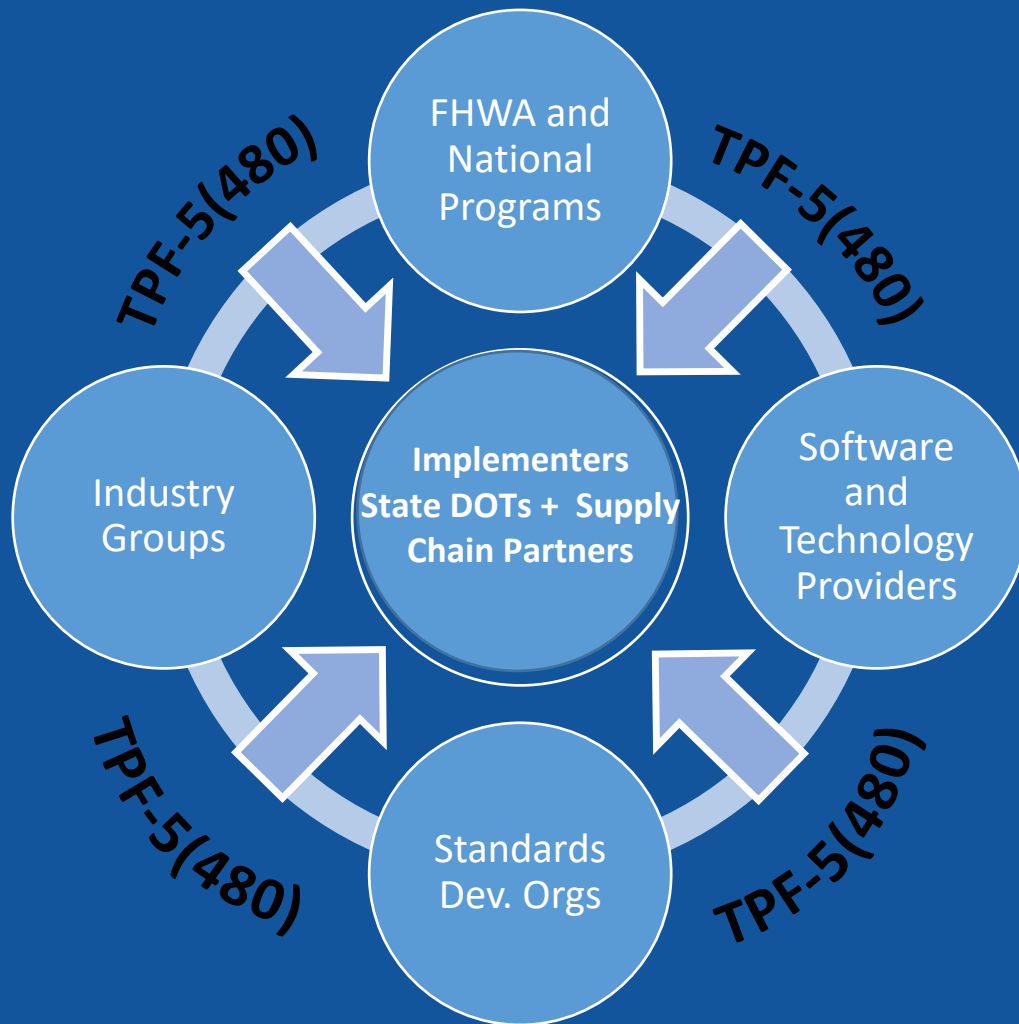 FHWA and
National
Programs
TPF-5(480)
TPF-5(480)
Industry
Groups
Implementers
State DOTs + Supply
Chain Partners
Software
and
Technology
Providers
TPF-5(480)
TPF-5(480)
Standards
Dev. Orgs